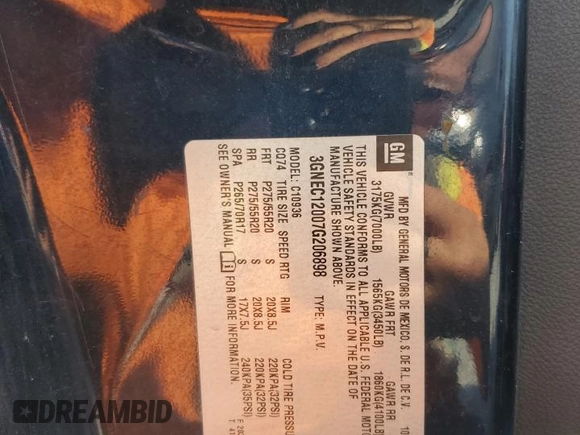 GM
MFD BY GENERAL MOTORS DE MEXICO, S. DE R.L. DE C.V. 10
GVWR GAWR FRT GAWR RR
3175KG(7000LB) 1565KG(3450LB) 1860KG(4100LB)
THIS VEHICLE CONFORMS TO ALL APPLICABLE U.S. FEDERAL MOTO
VEHICLE SAFETY STANDARDS IN EFFECT ON THE DATE OF
MANUFACTURE SHOWN ABOVE.
3GNEC12007G206898 TYPE: M.P.V.
MODEL: C10936
CQ74 TIRE SIZE SPEED RTG RIM COLD TIRE PRESSU
FRT P275/55R20 S 20X8.5J 220KPA(32PSI)
RR P275/55R20 S 20X8.5J 220KPA(32PSI)
SPA P265/70R17 S 17X7.5J 240KPA(35PSI)
SEE OWNER'S MANUAL FOR MORE INFORMATION.
DREAMBID